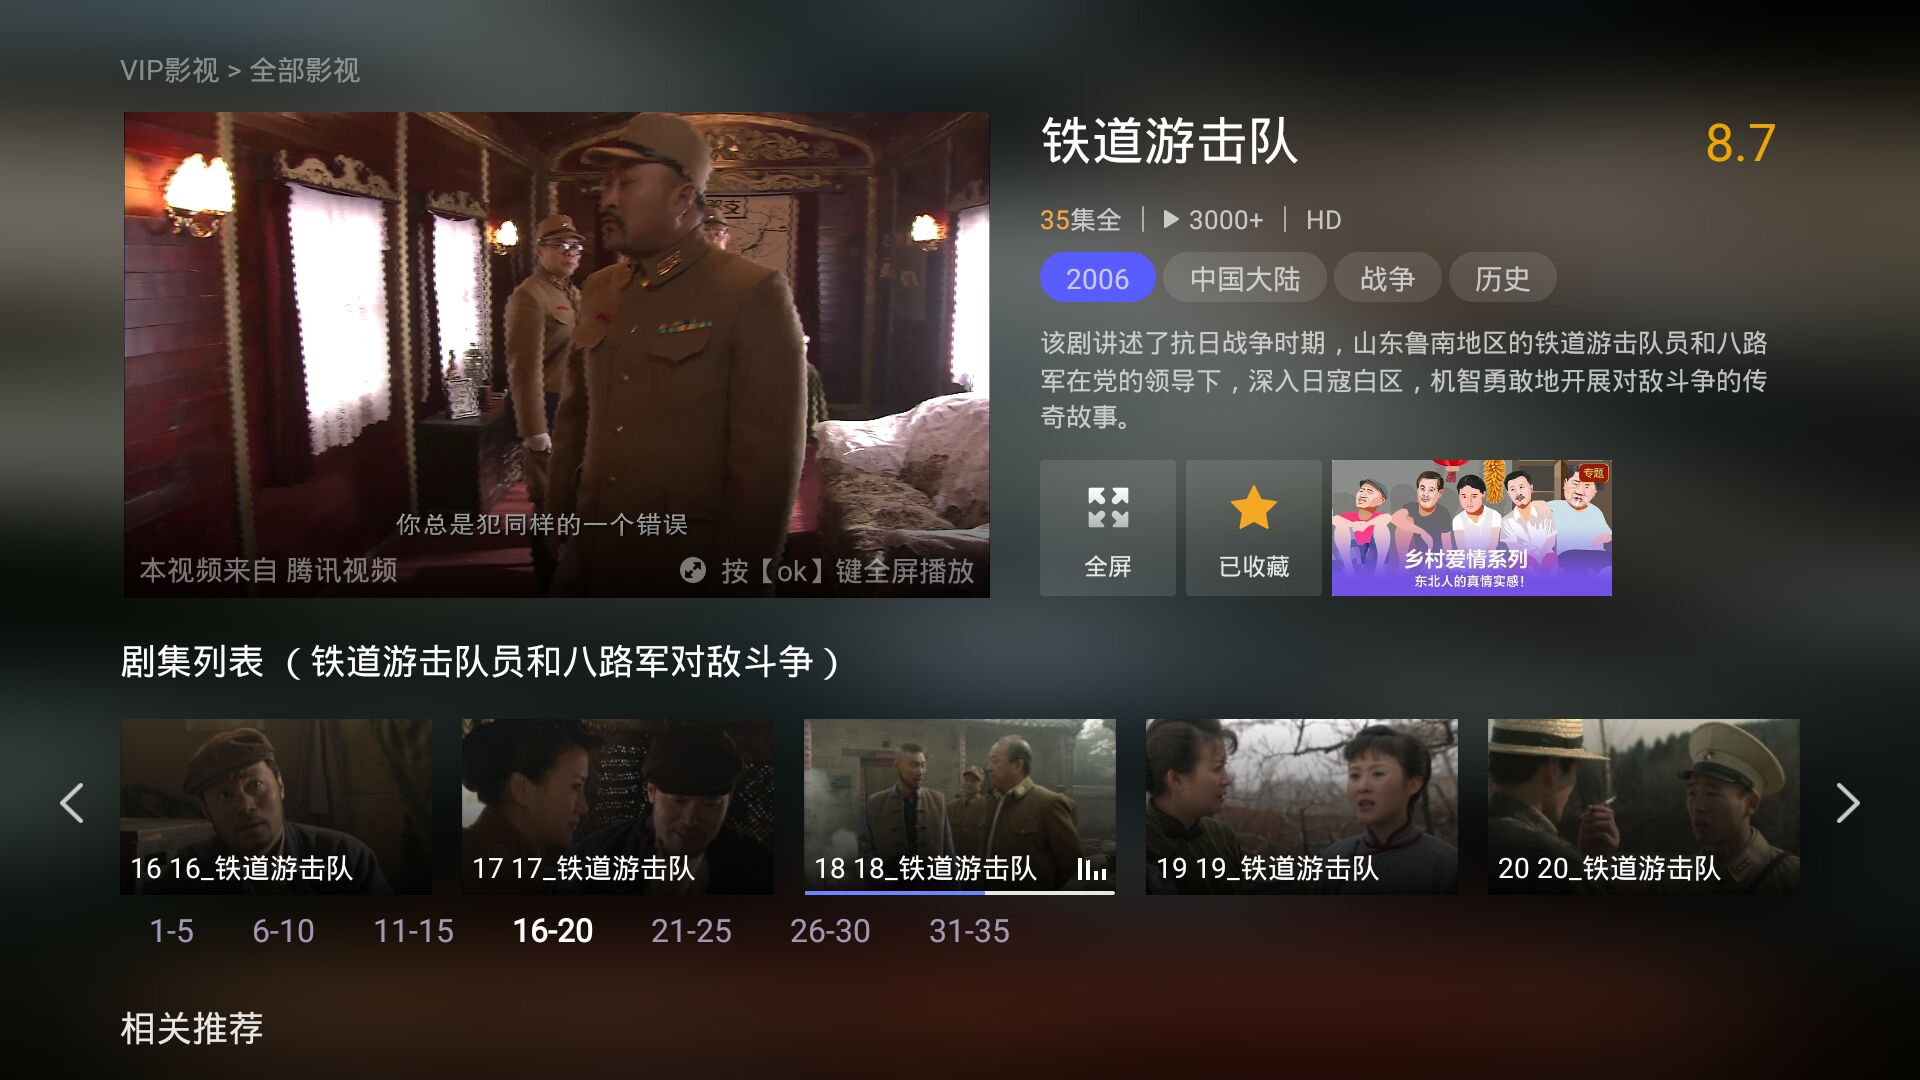 VIP影视 > 全部影视
铁道游击队
8.7
35集全 | 3000+ | HD
2006 中国大陆 战争 历史
该剧讲述了抗日战争时期，山东鲁南地区的铁道游击队员和八路
军在党的领导下，深入日寇白区，机智勇敢地开展对敌斗争的传
奇故事。
你总是犯同样的一个错误
本视频来自 腾讯视频
按【ok】键全屏播放
全屏
已收藏
专题
乡村爱情系列
东北人的真情实感!
剧集列表 （铁道游击队员和八路军对敌斗争）
16 16_铁道游击队
17 17_铁道游击队
18 18_铁道游击队
19 19_铁道游击队
20 20_铁道游击队
1-5 6-10 11-15 16-20 21-25 26-30 31-35
相关推荐